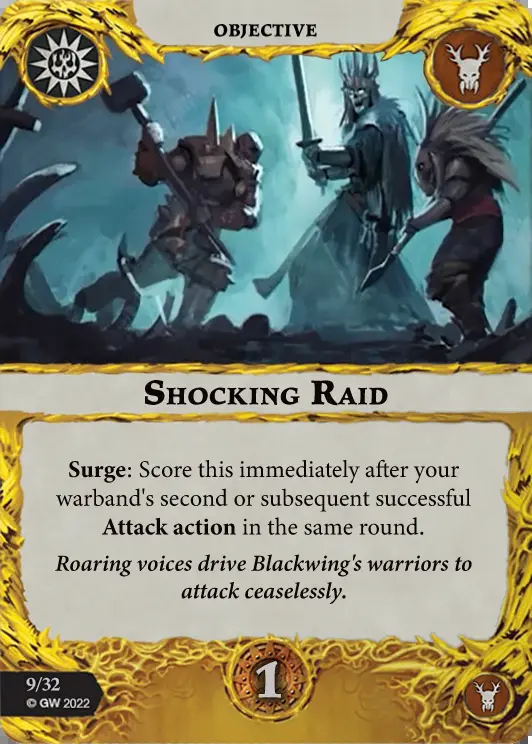 OBJECTIVE
SHOCKING RAID
Surge: Score this immediately after your
warband's second or subsequent successful
Attack action in the same round.
Roaring voices drive Blackwing's warriors to
attack ceaselessly.
1
9/32
© GW 2022